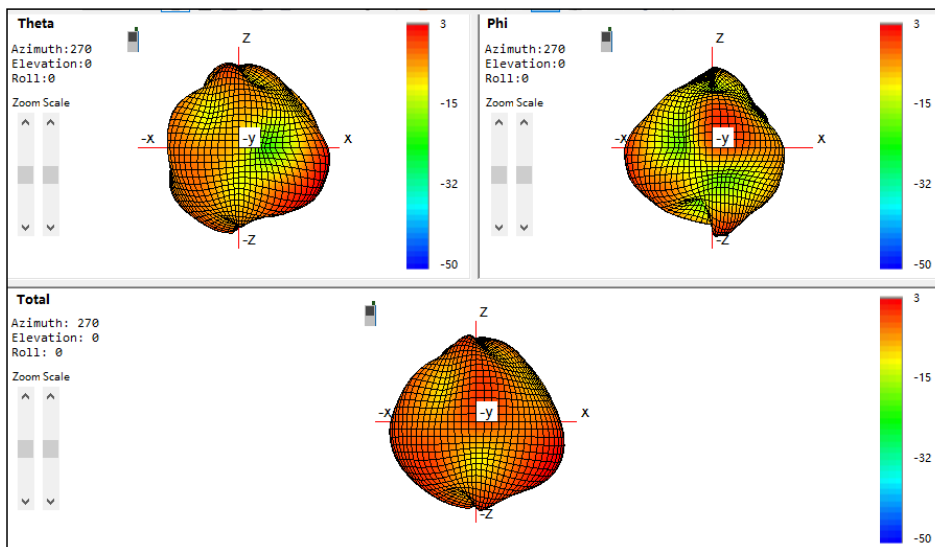 Theta
Azimuth:270
Elevation:0
Roll:0
Zoom Scale
Z
-x
-y
x
-Z
3
-15
-32
-50
Phi
Azimuth:270
Elevation:0
Roll:0
Zoom Scale
Z
-x
-y
x
-Z
3
-15
-32
-50
Total
Azimuth: 270
Elevation: 0
Roll: 0
Zoom Scale
Z
-x
-y
x
-Z
3
-15
-32
-50